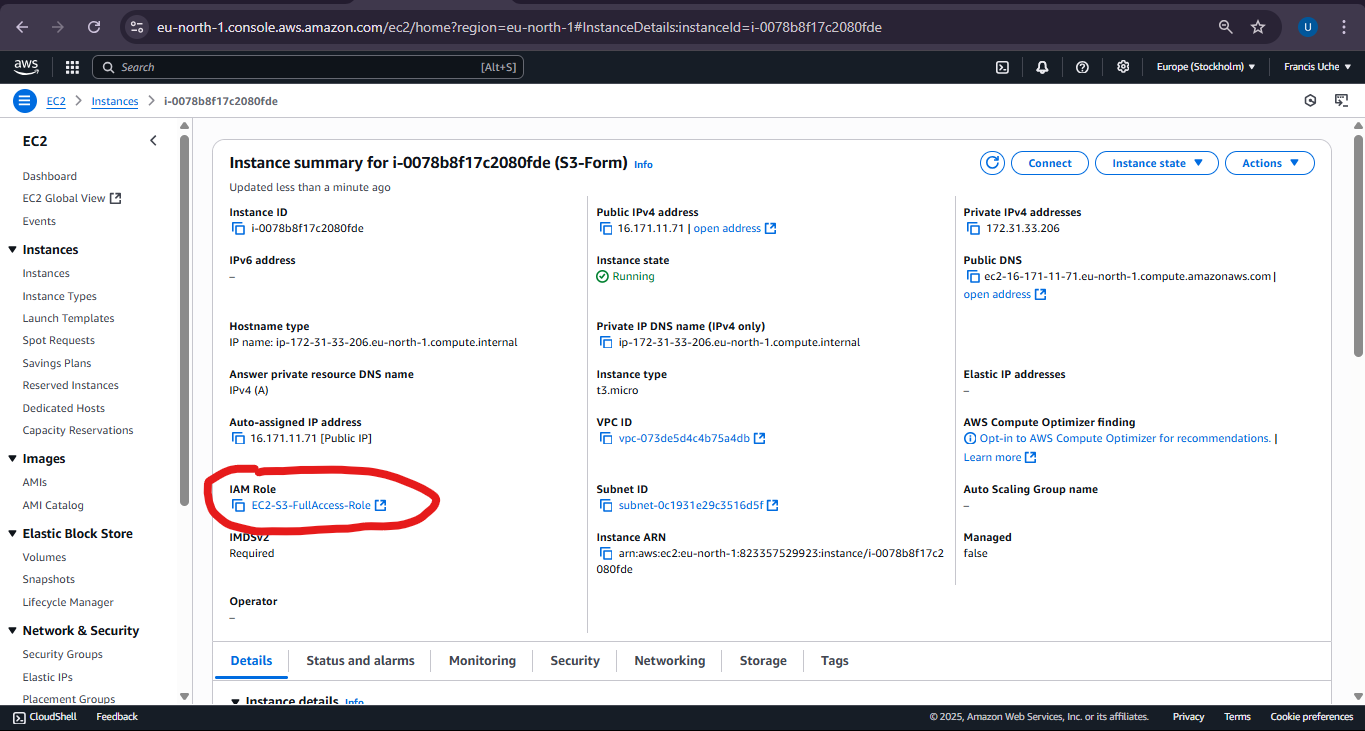 eu-north-1.console.aws.amazon.com/ec2/home?region=eu-north-1#InstanceDetails:instanceId=i-0078b8f17c2080fde
U
aws
Search
[Alt+S]
Europe (Stockholm)
Francis Uche
EC2
Instances
i-0078b8f17c2080fde
EC2
Dashboard
EC2 Global View
Events
Instances
Instances
Instance Types
Launch Templates
Spot Requests
Savings Plans
Reserved Instances
Dedicated Hosts
Capacity Reservations
Images
AMIs
AMI Catalog
Elastic Block Store
Volumes
Snapshots
Lifecycle Manager
Network & Security
Security Groups
Elastic IPs
Placement Groups
Instance summary for i-0078b8f17c2080fde (S3-Form) Info
Updated less than a minute ago
Connect
Instance state
Actions
Instance ID
i-0078b8f17c2080fde
Public IPv4 address
16.171.11.71 | open address
Private IPv4 addresses
172.31.33.206
IPv6 address
–
Instance state
Running
Public DNS
ec2-16-171-11-71.eu-north-1.compute.amazonaws.com |
open address
Hostname type
IP name: ip-172-31-33-206.eu-north-1.compute.internal
Private IP DNS name (IPv4 only)
ip-172-31-33-206.eu-north-1.compute.internal
Answer private resource DNS name
IPv4 (A)
Instance type
t3.micro
Elastic IP addresses
–
Auto-assigned IP address
16.171.11.71 [Public IP]
VPC ID
vpc-073de5d4c4b75a4db
AWS Compute Optimizer finding
Opt-in to AWS Compute Optimizer for recommendations. |
Learn more
IAM Role
EC2-S3-FullAccess-Role
Subnet ID
subnet-0c1931e29c3516d5f
Auto Scaling Group name
–
IMDSv2
Required
Instance ARN
arn:aws:ec2:eu-north-1:823357529923:instance/i-0078b8f17c2
080fde
Managed
false
Operator
–
Details
Status and alarms
Monitoring
Security
Networking
Storage
Tags
Instance details Info
CloudShell
Feedback
© 2025, Amazon Web Services, Inc. or its affiliates.
Privacy
Terms
Cookie preferences